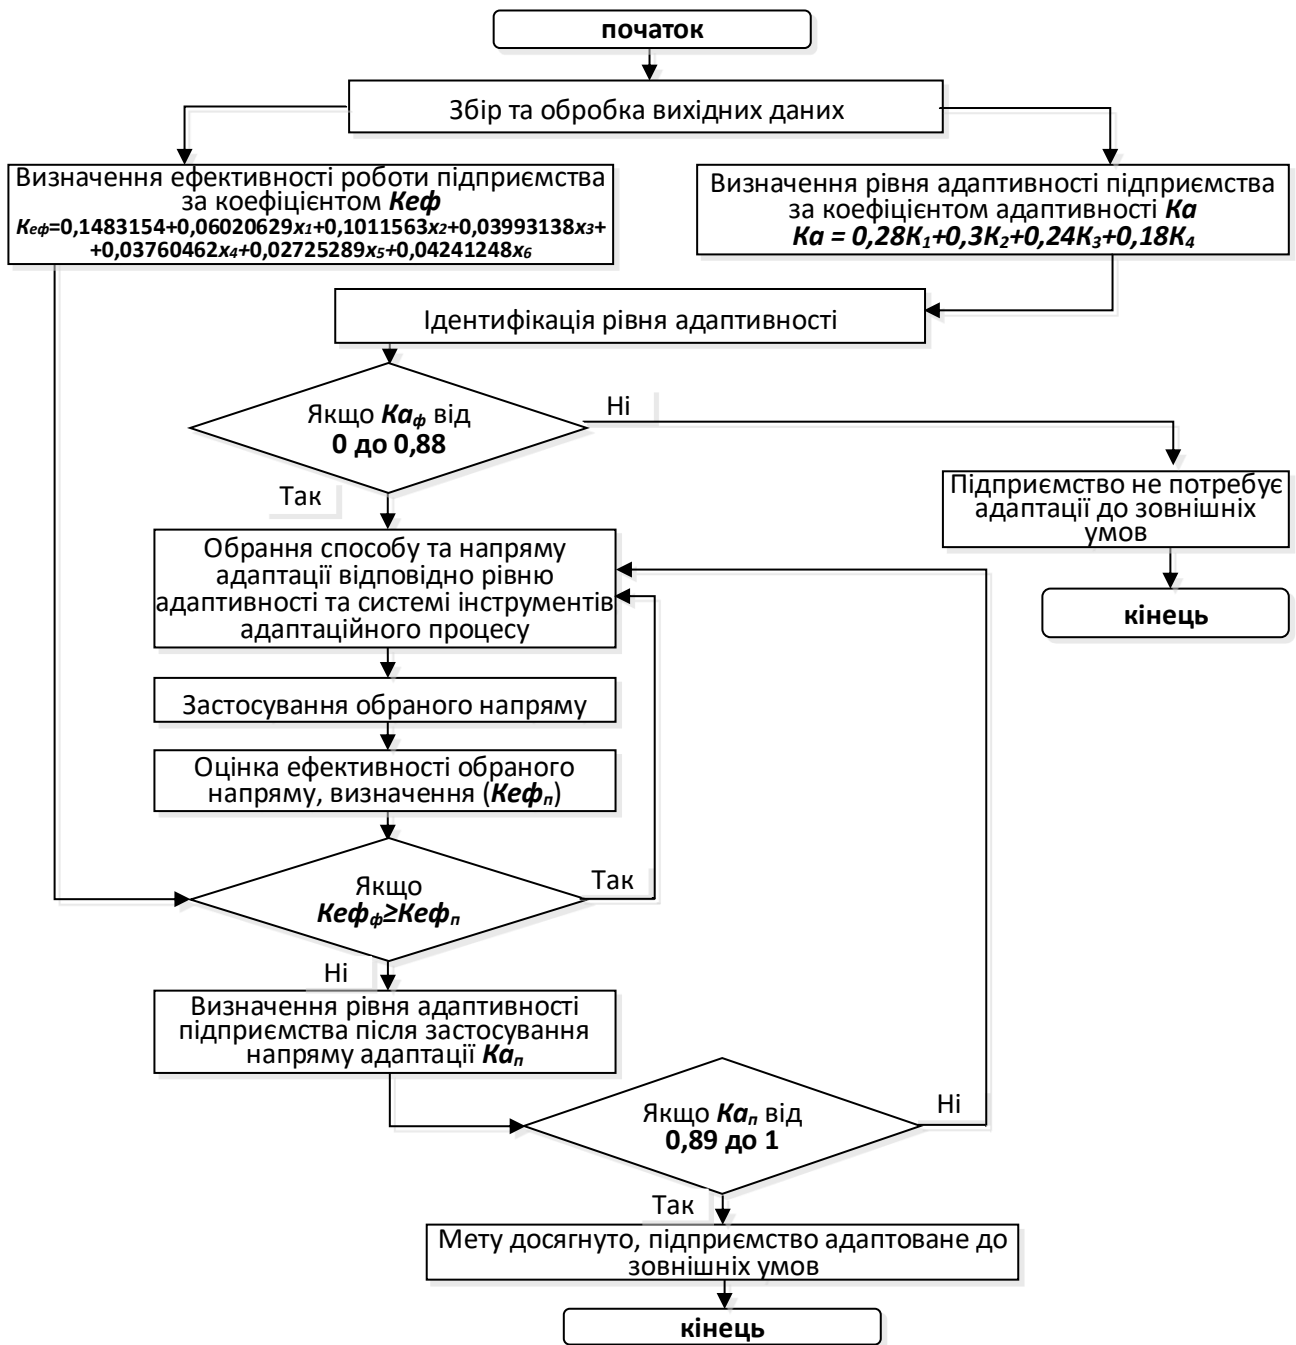 початок
Збір та обробка вихідних даних
Визначення ефективності роботи підприємства
за коефіцієнтом Кеф
Кеф=0,1483154+0,06020629x₁+0,1011563x₂+0,03993138x₃+
+0,03760462x₄+0,02725289x₅+0,04241248x₆
Визначення рівня адаптивності підприємства
за коефіцієнтом адаптивності Ка
Ка = 0,28К₁+0,3К₂+0,24К₃+0,18К₄
Ідентифікація рівня адаптивності
Якщо Каф від
0 до 0,88
Ні
Так
Підприємство не потребує
адаптації до зовнішніх
умов
кінець
Обрання способу та напряму
адаптації відповідно рівню
адаптивності та системі інструментів
адаптаційного процесу
Застосування обраного напряму
Оцінка ефективності обраного
напряму, визначення (Кефп)
Якщо
Кефф≥Кефп
Так
Ні
Визначення рівня адаптивності
підприємства після застосування
напряму адаптації Кап
Якщо Кап від
0,89 до 1
Ні
Так
Мету досягнуто, підприємство адаптоване до
зовнішніх умов
кінець